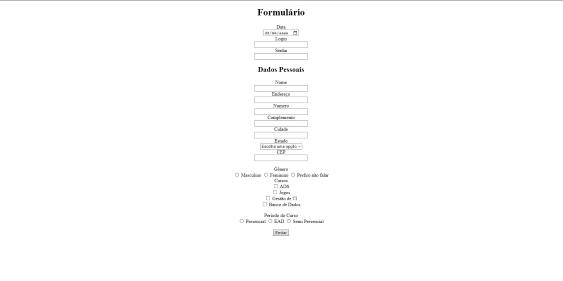 Formulário
Data
dd/mm/aaaa
Login
Senha
Dados Pessoais
Nome
Endereço
Numero
Complemento
Cidade
Estado
Escolha uma opção
CEP
Gênero
Masculino Feminino Prefiro não falar
Cursos
ADS
Jogos
Gestão de TI
Banco de Dados
Periodo do Curso
Presencial EAD Semi Presencial
Enviar